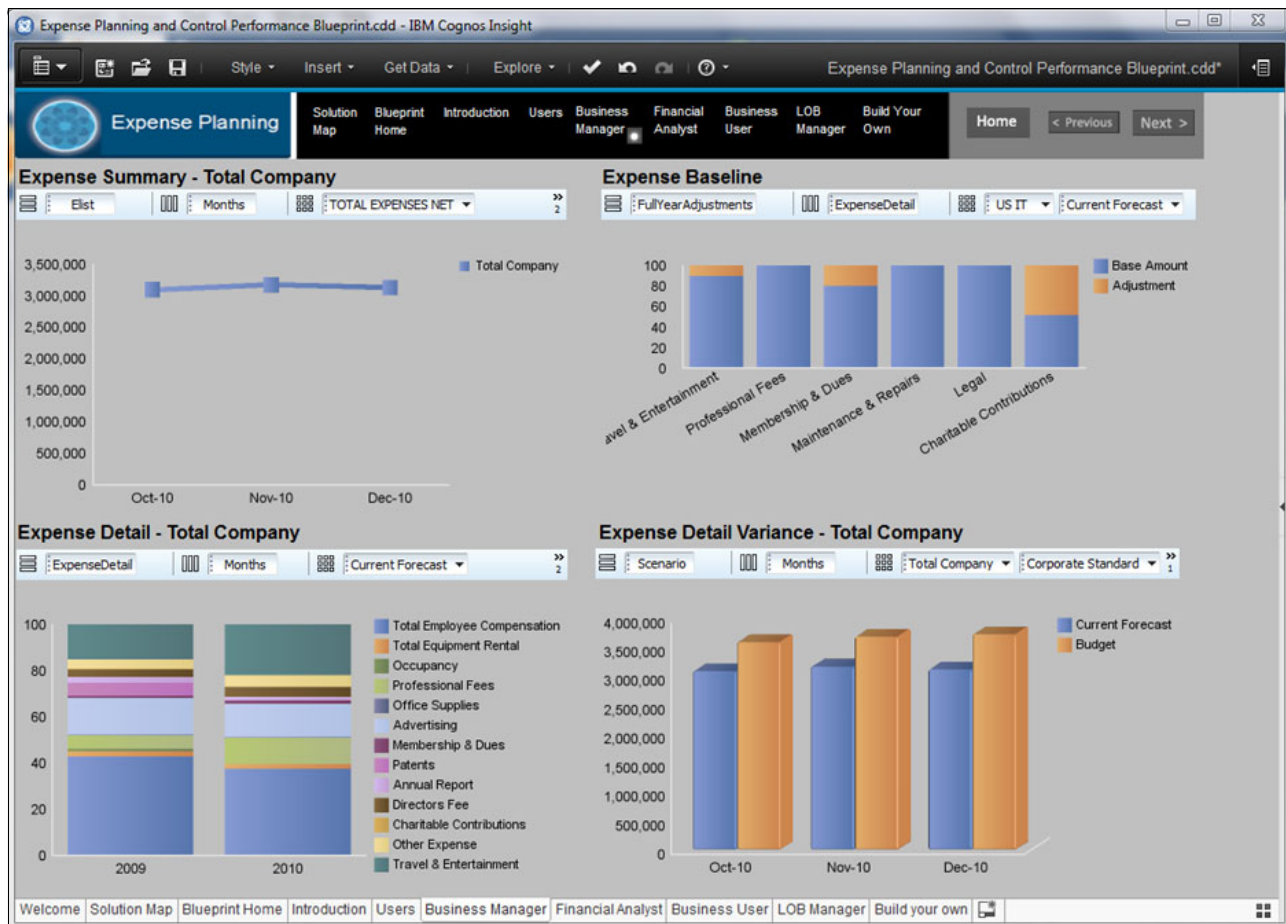 Expense Planning and Control Performance Blueprint.cdd - IBM Cognos Insight
Style Insert Get Data Explore Expense Planning and Control Performance Blueprint.cdd*
Expense Planning
Solution Map
Blueprint Home
Introduction
Users
Business Manager
Financial Analyst
Business User
LOB Manager
Build Your Own
Home
< Previous
Next >
Expense Summary - Total Company
Elist Months TOTAL EXPENSES NET » 2
3,500,000
3,000,000
2,500,000
2,000,000
1,500,000
1,000,000
500,000
0
Oct-10 Nov-10 Dec-10
Total Company
Expense Baseline
FullYearAdjustments ExpenseDetail US IT Current Forecast
100
80
60
40
20
0
avel & Entertainment
Professional Fees
Membership & Dues
Maintenance & Repairs
Legal
Charitable Contributions
Base Amount
Adjustment
Expense Detail - Total Company
ExpenseDetail Months Current Forecast » 2
100
80
60
40
20
0
2009 2010
Total Employee Compensation
Total Equipment Rental
Occupancy
Professional Fees
Office Supplies
Advertising
Membership & Dues
Patents
Annual Report
Directors Fee
Charitable Contributions
Other Expense
Travel & Entertainment
Expense Detail Variance - Total Company
Scenario Months Total Company Corporate Standard » 1
4,000,000
3,500,000
3,000,000
2,500,000
2,000,000
1,500,000
1,000,000
500,000
0
Oct-10 Nov-10 Dec-10
Current Forecast
Budget
Welcome Solution Map Blueprint Home Introduction Users Business Manager Financial Analyst Business User LOB Manager Build your own